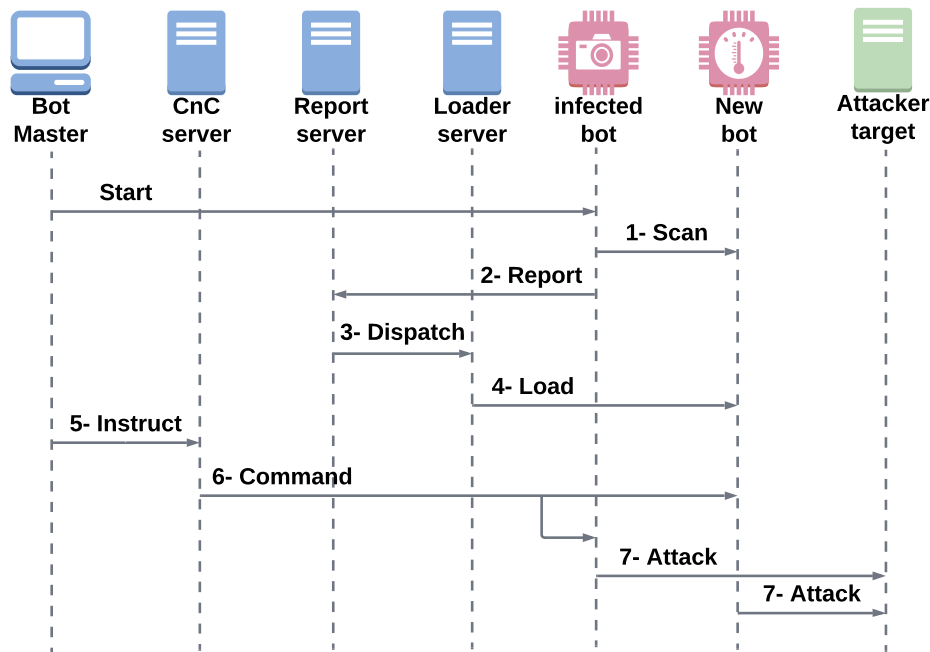 Bot
Master
CnC
server
Report
server
Loader
server
infected
bot
New
bot
Attacker
target
Start
1- Scan
2- Report
3- Dispatch
4- Load
5- Instruct
6- Command
7- Attack
7- Attack